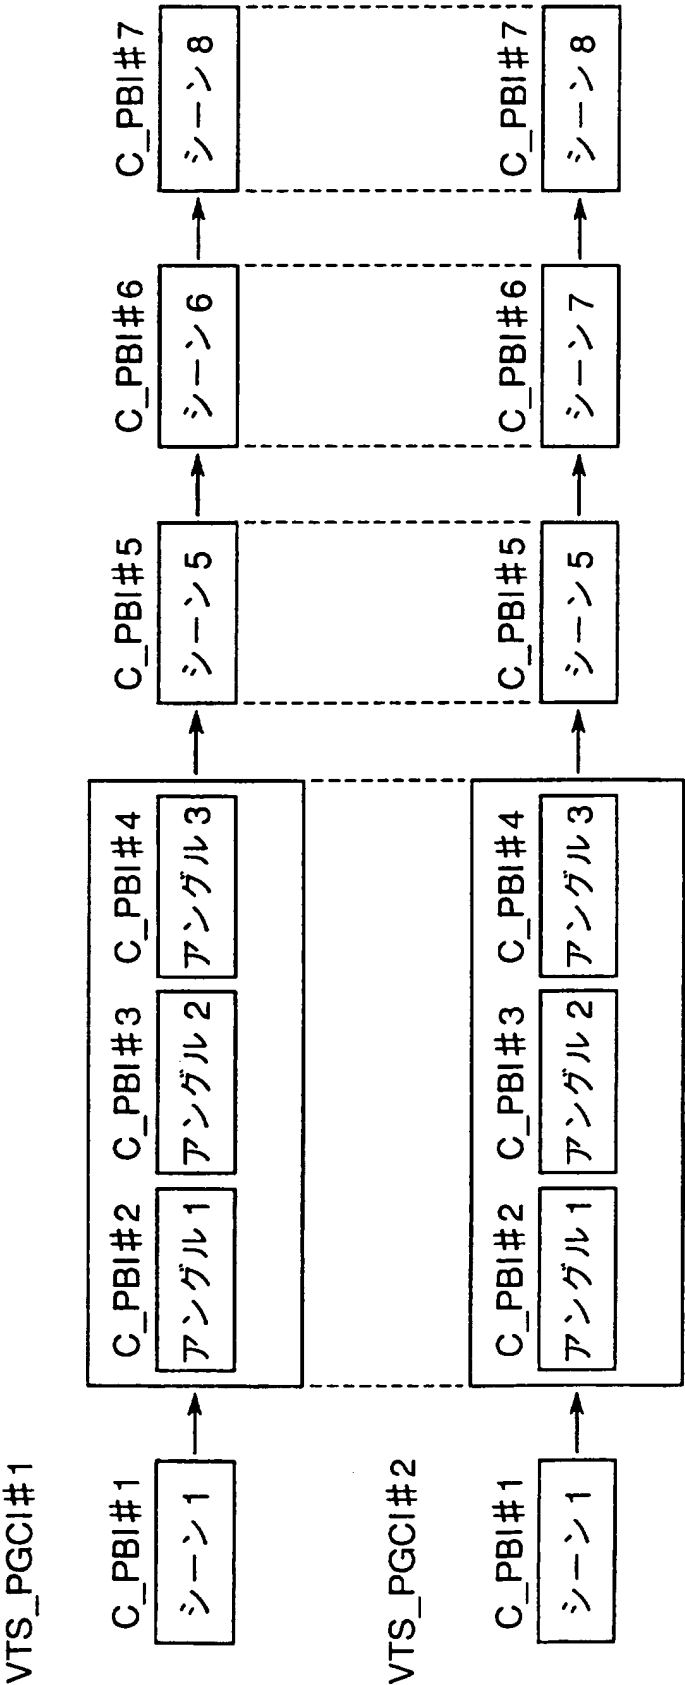 VTS_PGCI#1
C_PBI#1
シーン1
C_PBI#2
アングル1
C_PBI#3
アングル2
C_PBI#4
アングル3
C_PBI#5
シーン5
C_PBI#6
シーン6
C_PBI#7
シーン8
VTS_PGCI#2
C_PBI#1
シーン1
C_PBI#2
アングル1
C_PBI#3
アングル2
C_PBI#4
アングル3
C_PBI#5
シーン5
C_PBI#6
シーン7
C_PBI#7
シーン8